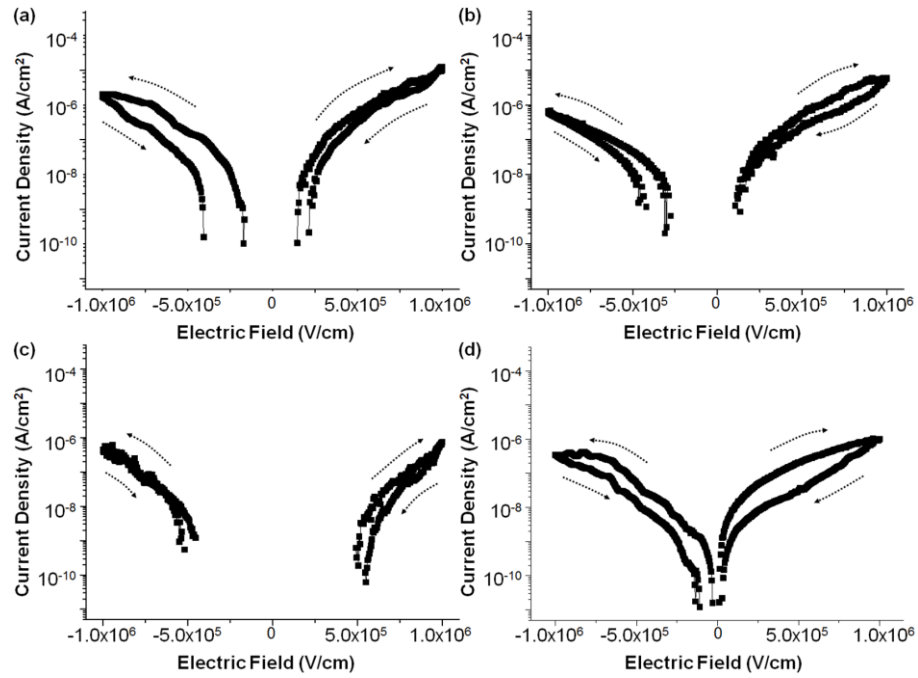 (a)
Current Density (A/cm²)
10⁻⁴
10⁻⁶
10⁻⁸
10⁻¹⁰
-1.0x10⁶ -5.0x10⁵ 0 5.0x10⁵ 1.0x10⁶
Electric Field (V/cm)
(b)
Current Density (A/cm²)
10⁻⁴
10⁻⁶
10⁻⁸
10⁻¹⁰
-1.0x10⁶ -5.0x10⁵ 0 5.0x10⁵ 1.0x10⁶
Electric Field (V/cm)
(c)
Current Density (A/cm²)
10⁻⁴
10⁻⁶
10⁻⁸
10⁻¹⁰
-1.0x10⁶ -5.0x10⁵ 0 5.0x10⁵ 1.0x10⁶
Electric Field (V/cm)
(d)
Current Density (A/cm²)
10⁻⁴
10⁻⁶
10⁻⁸
10⁻¹⁰
-1.0x10⁶ -5.0x10⁵ 0 5.0x10⁵ 1.0x10⁶
Electric Field (V/cm)